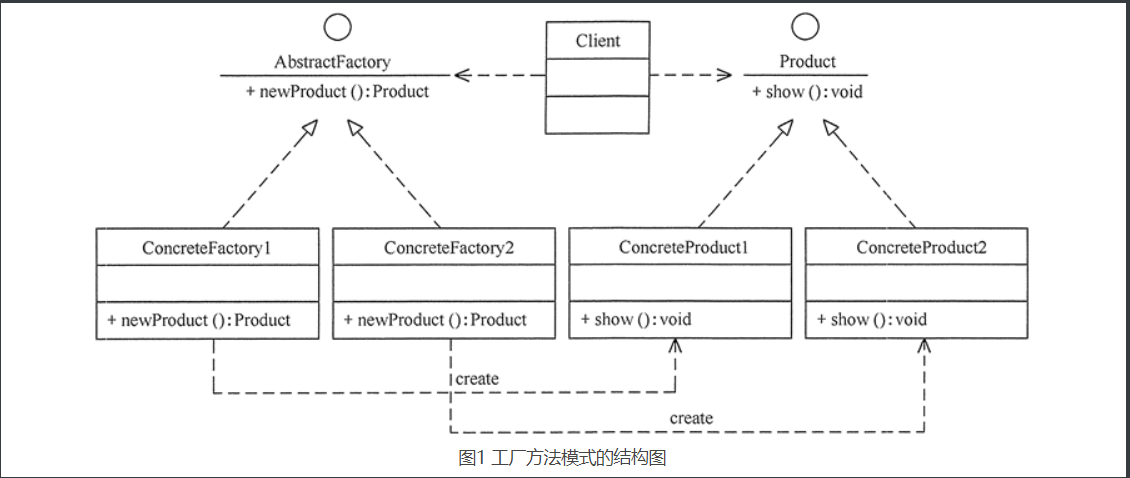 AbstractFactory
+ newProduct (): Product
Client
Product
+ show (): void
ConcreteFactory1
+ newProduct (): Product
ConcreteFactory2
+ newProduct (): Product
ConcreteProduct1
+ show (): void
ConcreteProduct2
+ show (): void
create
create
图1 工厂方法模式的结构图